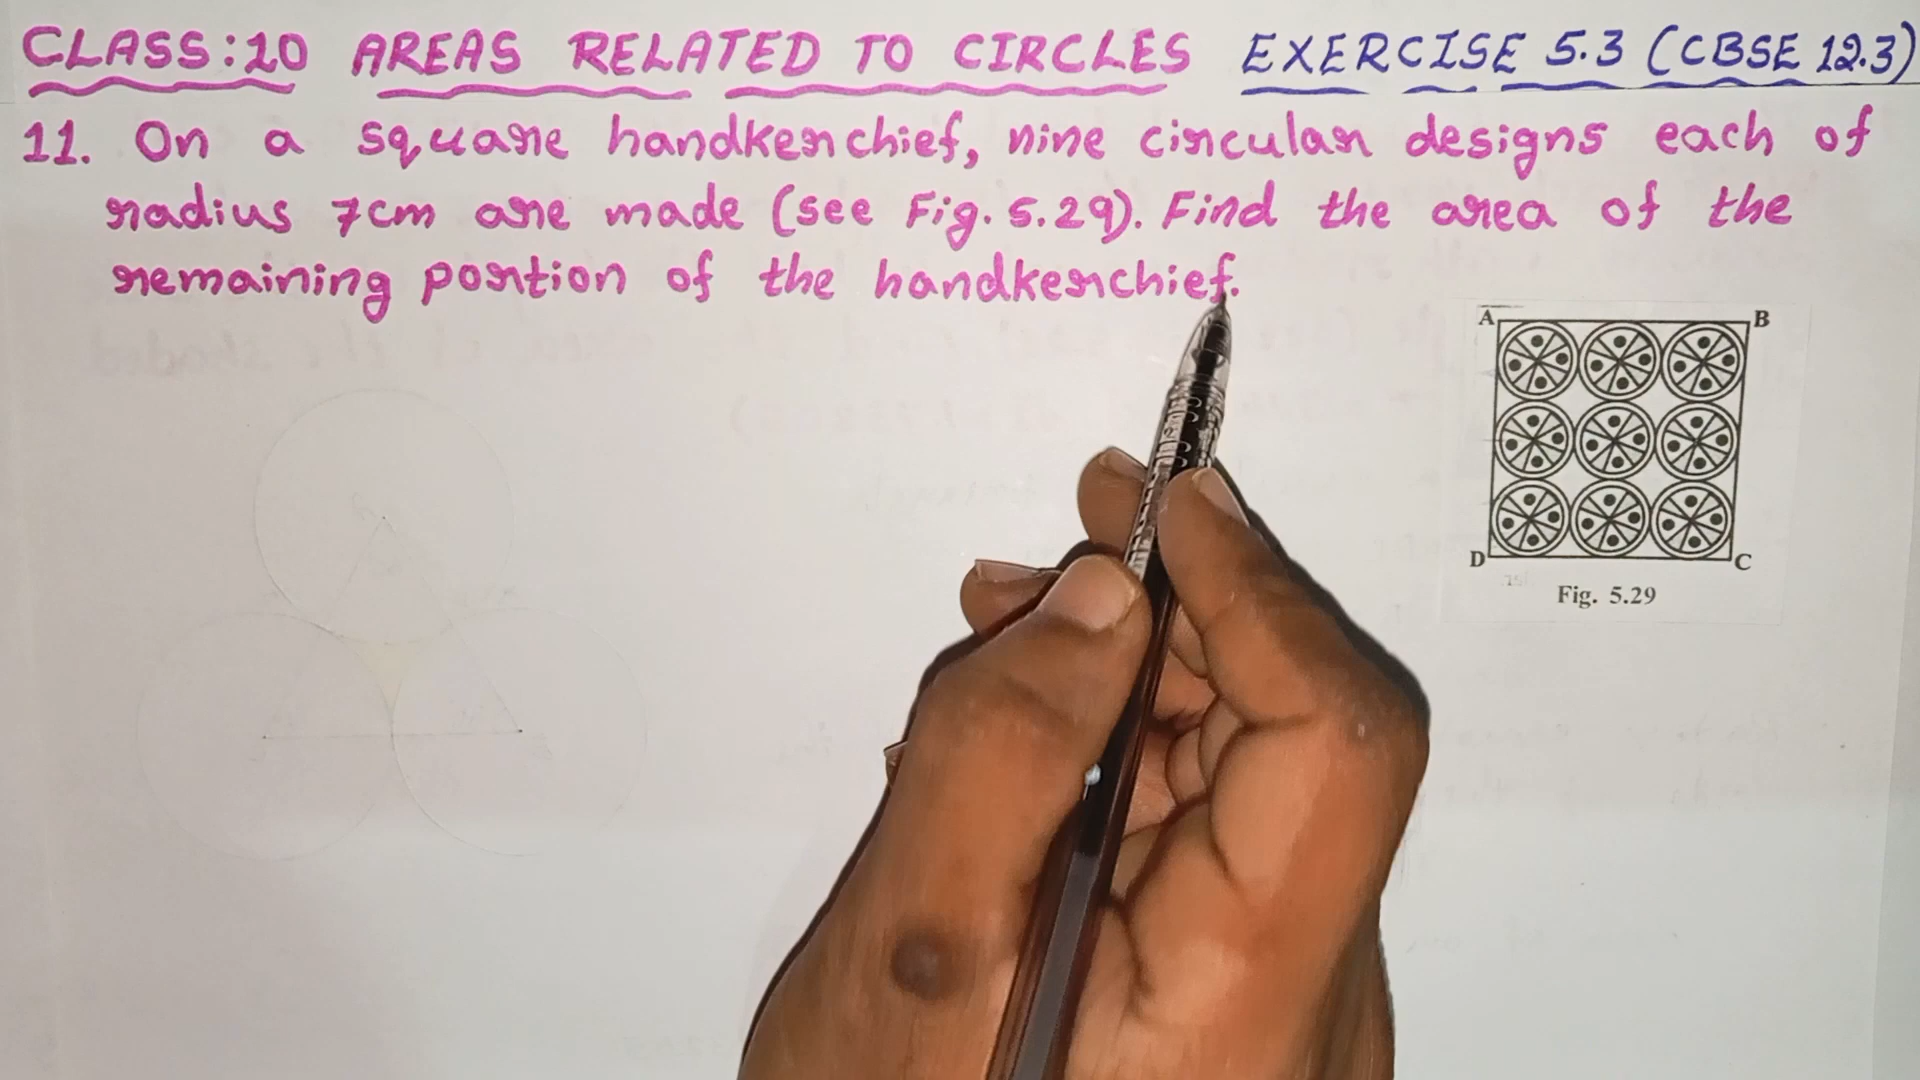 CLASS:10 AREAS RELATED TO CIRCLES EXERCISE 5.3 (CBSE 12.3)
11. On a square handkerchief, nine circular designs each of
radius 7cm are made (see Fig. 5.29). Find the area of the
remaining portion of the handkerchief.
A B
D C
Fig. 5.29